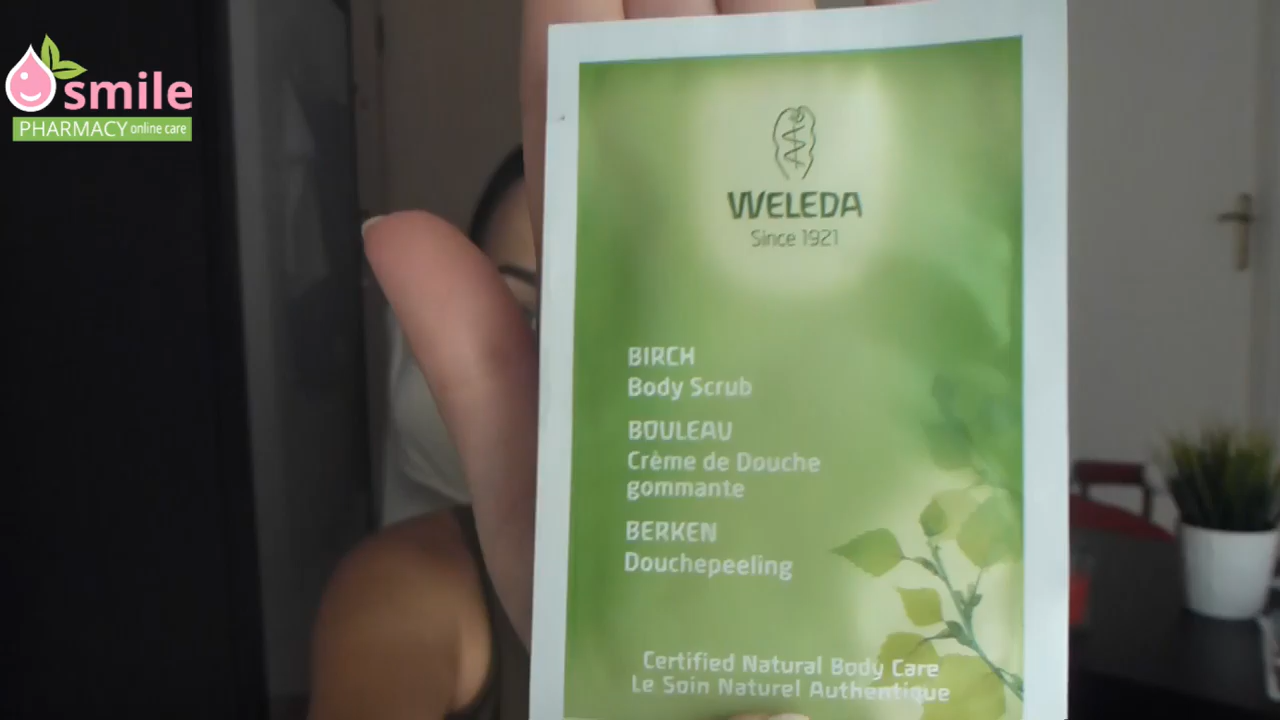 smile
PHARMACY online care
WELEDA
Since 1921
BIRCH
Body Scrub
BOULEAU
Crème de Douche
gommante
BERKEN
Douchepeeling
Certified Natural Body Care
Le Soin Naturel Authentique